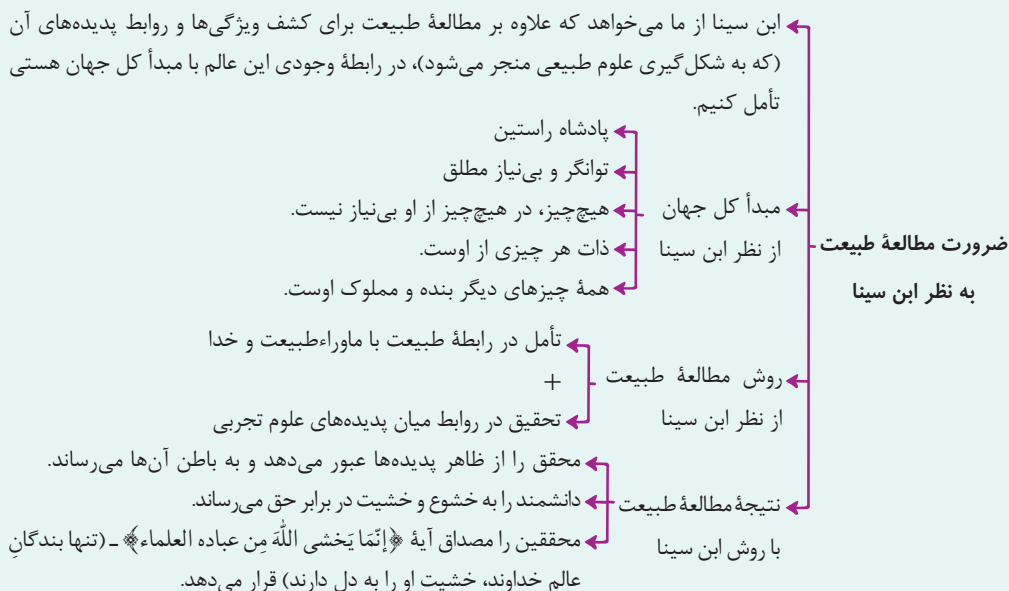 ضرورت مطالعهٔ طبیعت
به نظر ابن سینا
ابن سینا از ما می‌خواهد که علاوه بر مطالعهٔ طبیعت برای کشف ویژگی‌ها و روابط پدیده‌های آن
(که به شکل‌گیری علوم طبیعی منجر می‌شود)، در رابطهٔ وجودی این عالم با مبدأ کل جهان هستی
تأمل کنیم.
مبدأ کل جهان
از نظر ابن سینا
پادشاه راستین
توانگر و بی‌نیاز مطلق
هیچ‌چیز، در هیچ‌چیز از او بی‌نیاز نیست.
ذات هر چیزی از اوست.
همهٔ چیزهای دیگر بنده و مملوک اوست.
روش مطالعهٔ طبیعت
از نظر ابن سینا
تأمل در رابطهٔ طبیعت با ماوراءطبیعت و خدا
+
تحقیق در روابط میان پدیده‌های علوم تجربی
نتیجهٔ مطالعهٔ طبیعت
با روش ابن سینا
محقق را از ظاهر پدیده‌ها عبور می‌دهد و به باطن آن‌ها می‌رساند.
دانشمند را به خشوع و خشیت در برابر حق می‌رساند.
محققین را مصداق آیهٔ ﴿إنّمَا یَخشی اللّٰهَ مِن عباده العلماء﴾ ـ (تنها بندگانِ
عالم خداوند، خشیت او را به دل دارند) قرار می‌دهد.